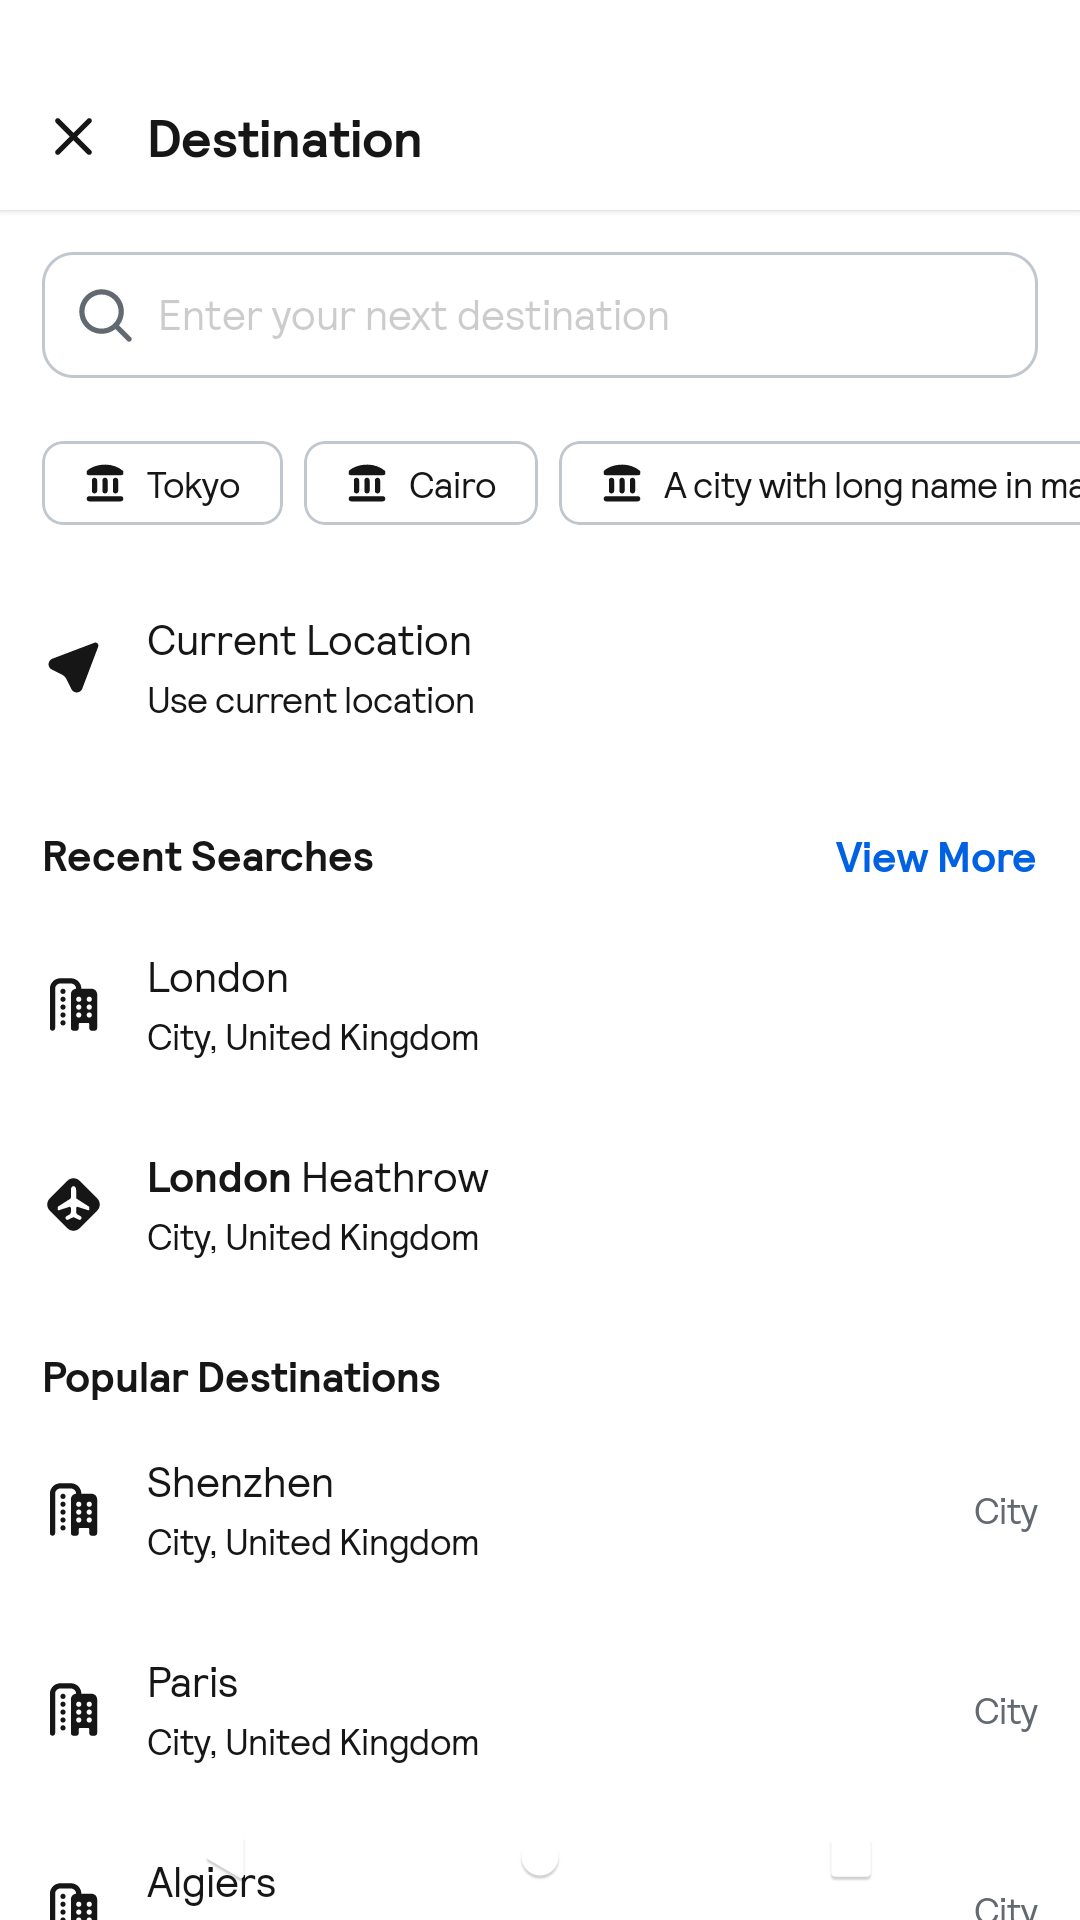 Destination
Enter your next destination
Tokyo
Cairo
A city with long name in ma
Current Location
Use current location
Recent Searches
View More
London
City, United Kingdom
London Heathrow
City, United Kingdom
Popular Destinations
Shenzhen
City, United Kingdom
City
Paris
City, United Kingdom
City
Algiers
City